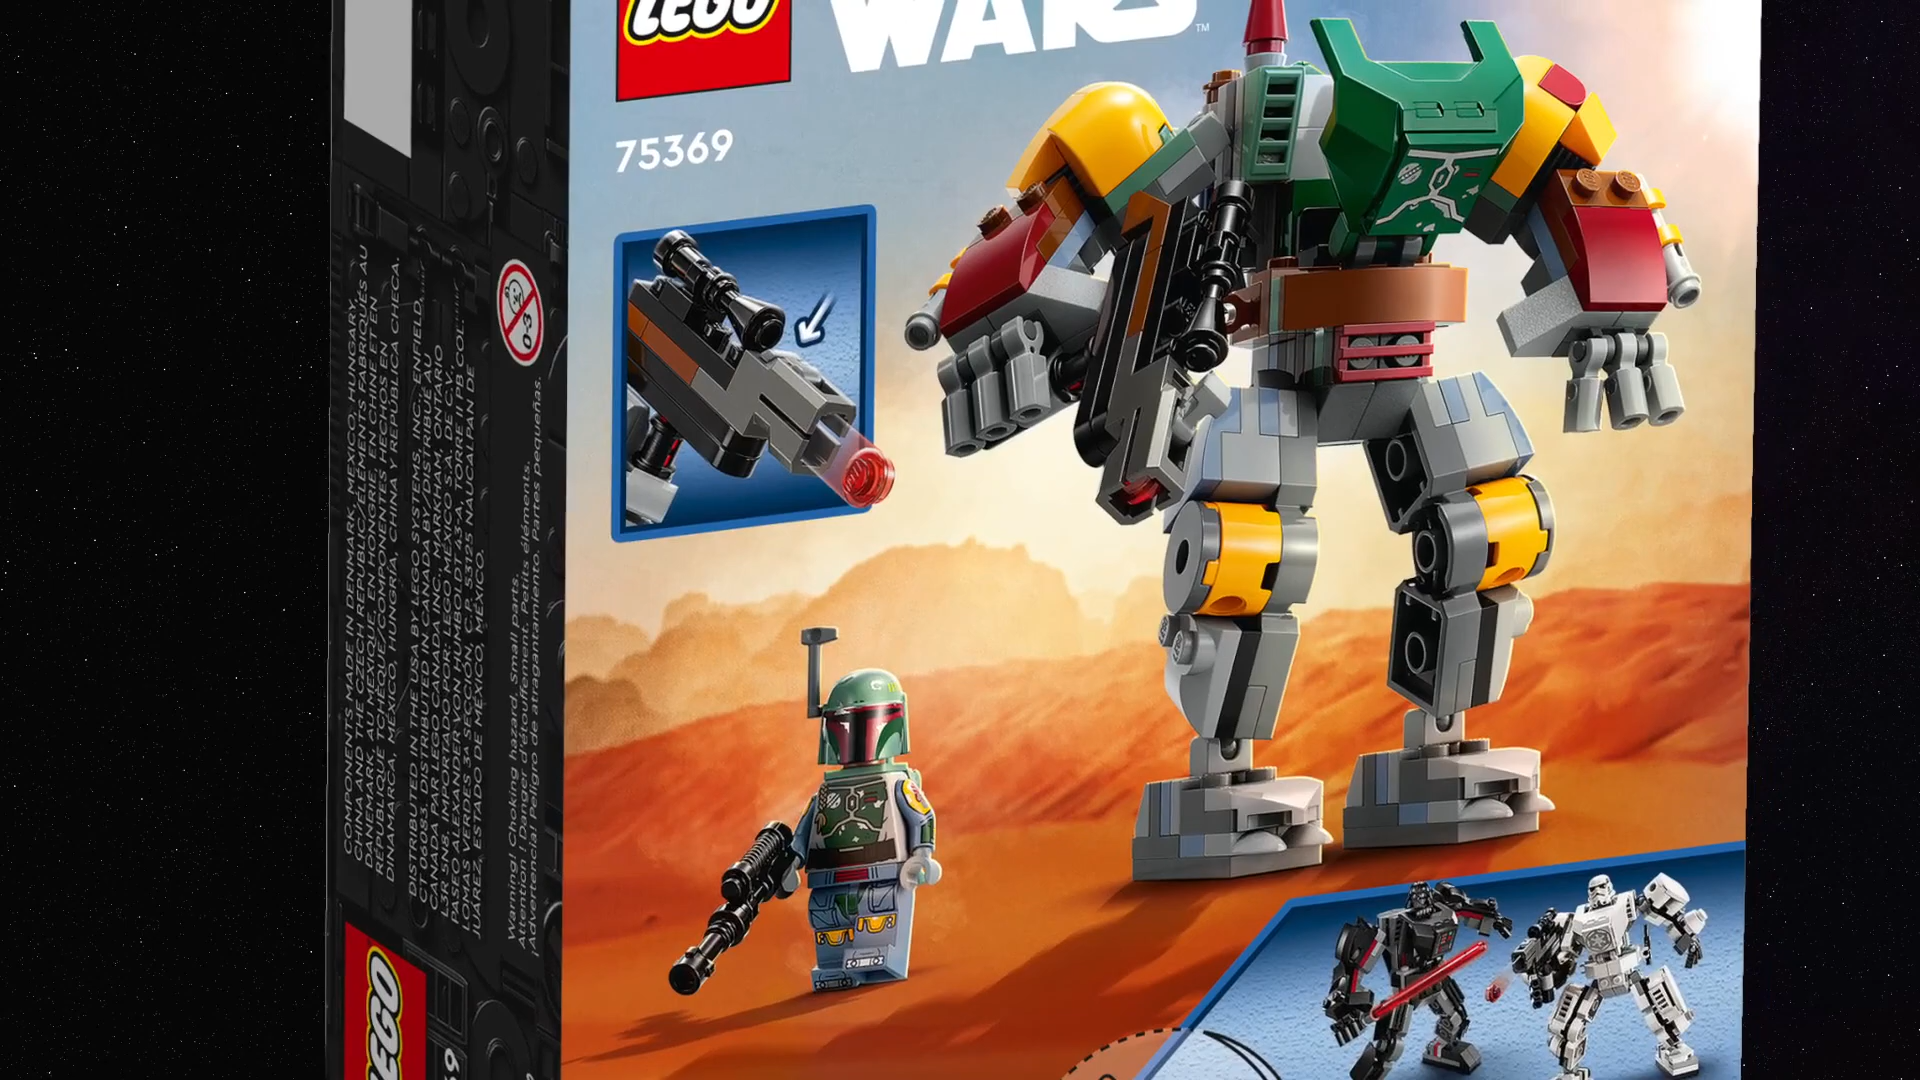 LEGO
WARS
™
75369
COMPONENTS MADE IN DENMARK, MEXICO, HUNGARY,
CHINA AND THE CZECH REPUBLIC/ÉLÉMENTS FABRIQUÉS AU
DANEMARK, AU MEXIQUE, EN HONGRIE, EN CHINE ET EN
RÉPUBLIQUE TCHÈQUE/COMPONENTES HECHOS EN
DINAMARCA, MÉXICO, HUNGRÍA, CHINA Y REPÚBLICA CHECA.
DISTRIBUTED IN THE USA BY LEGO SYSTEMS, INC., ENFIELD,
CT 06083. DISTRIBUTED IN CANADA BY/DISTRIBUÉ AU
CANADA PAR LEGO CANADA INC., MARKHAM, ONTARIO
L3R 5N8. IMPORTADO POR: LEGO MÉXICO S.A. DE C.V.,
PASEO ALEXANDER VON HUMBOLDT 43-A, TORRE II PB COL.
LOMAS VERDES 3A SECCIÓN, C.P. 53125 NAUCALPAN DE
JUÁREZ, ESTADO DE MÉXICO, MÉXICO.
0-3
Warning! Choking hazard. Small parts.
Attention ! Danger d'étouffement. Petits éléments.
¡Advertencia! Peligro de atragantamiento. Partes pequeñas.
LEGO